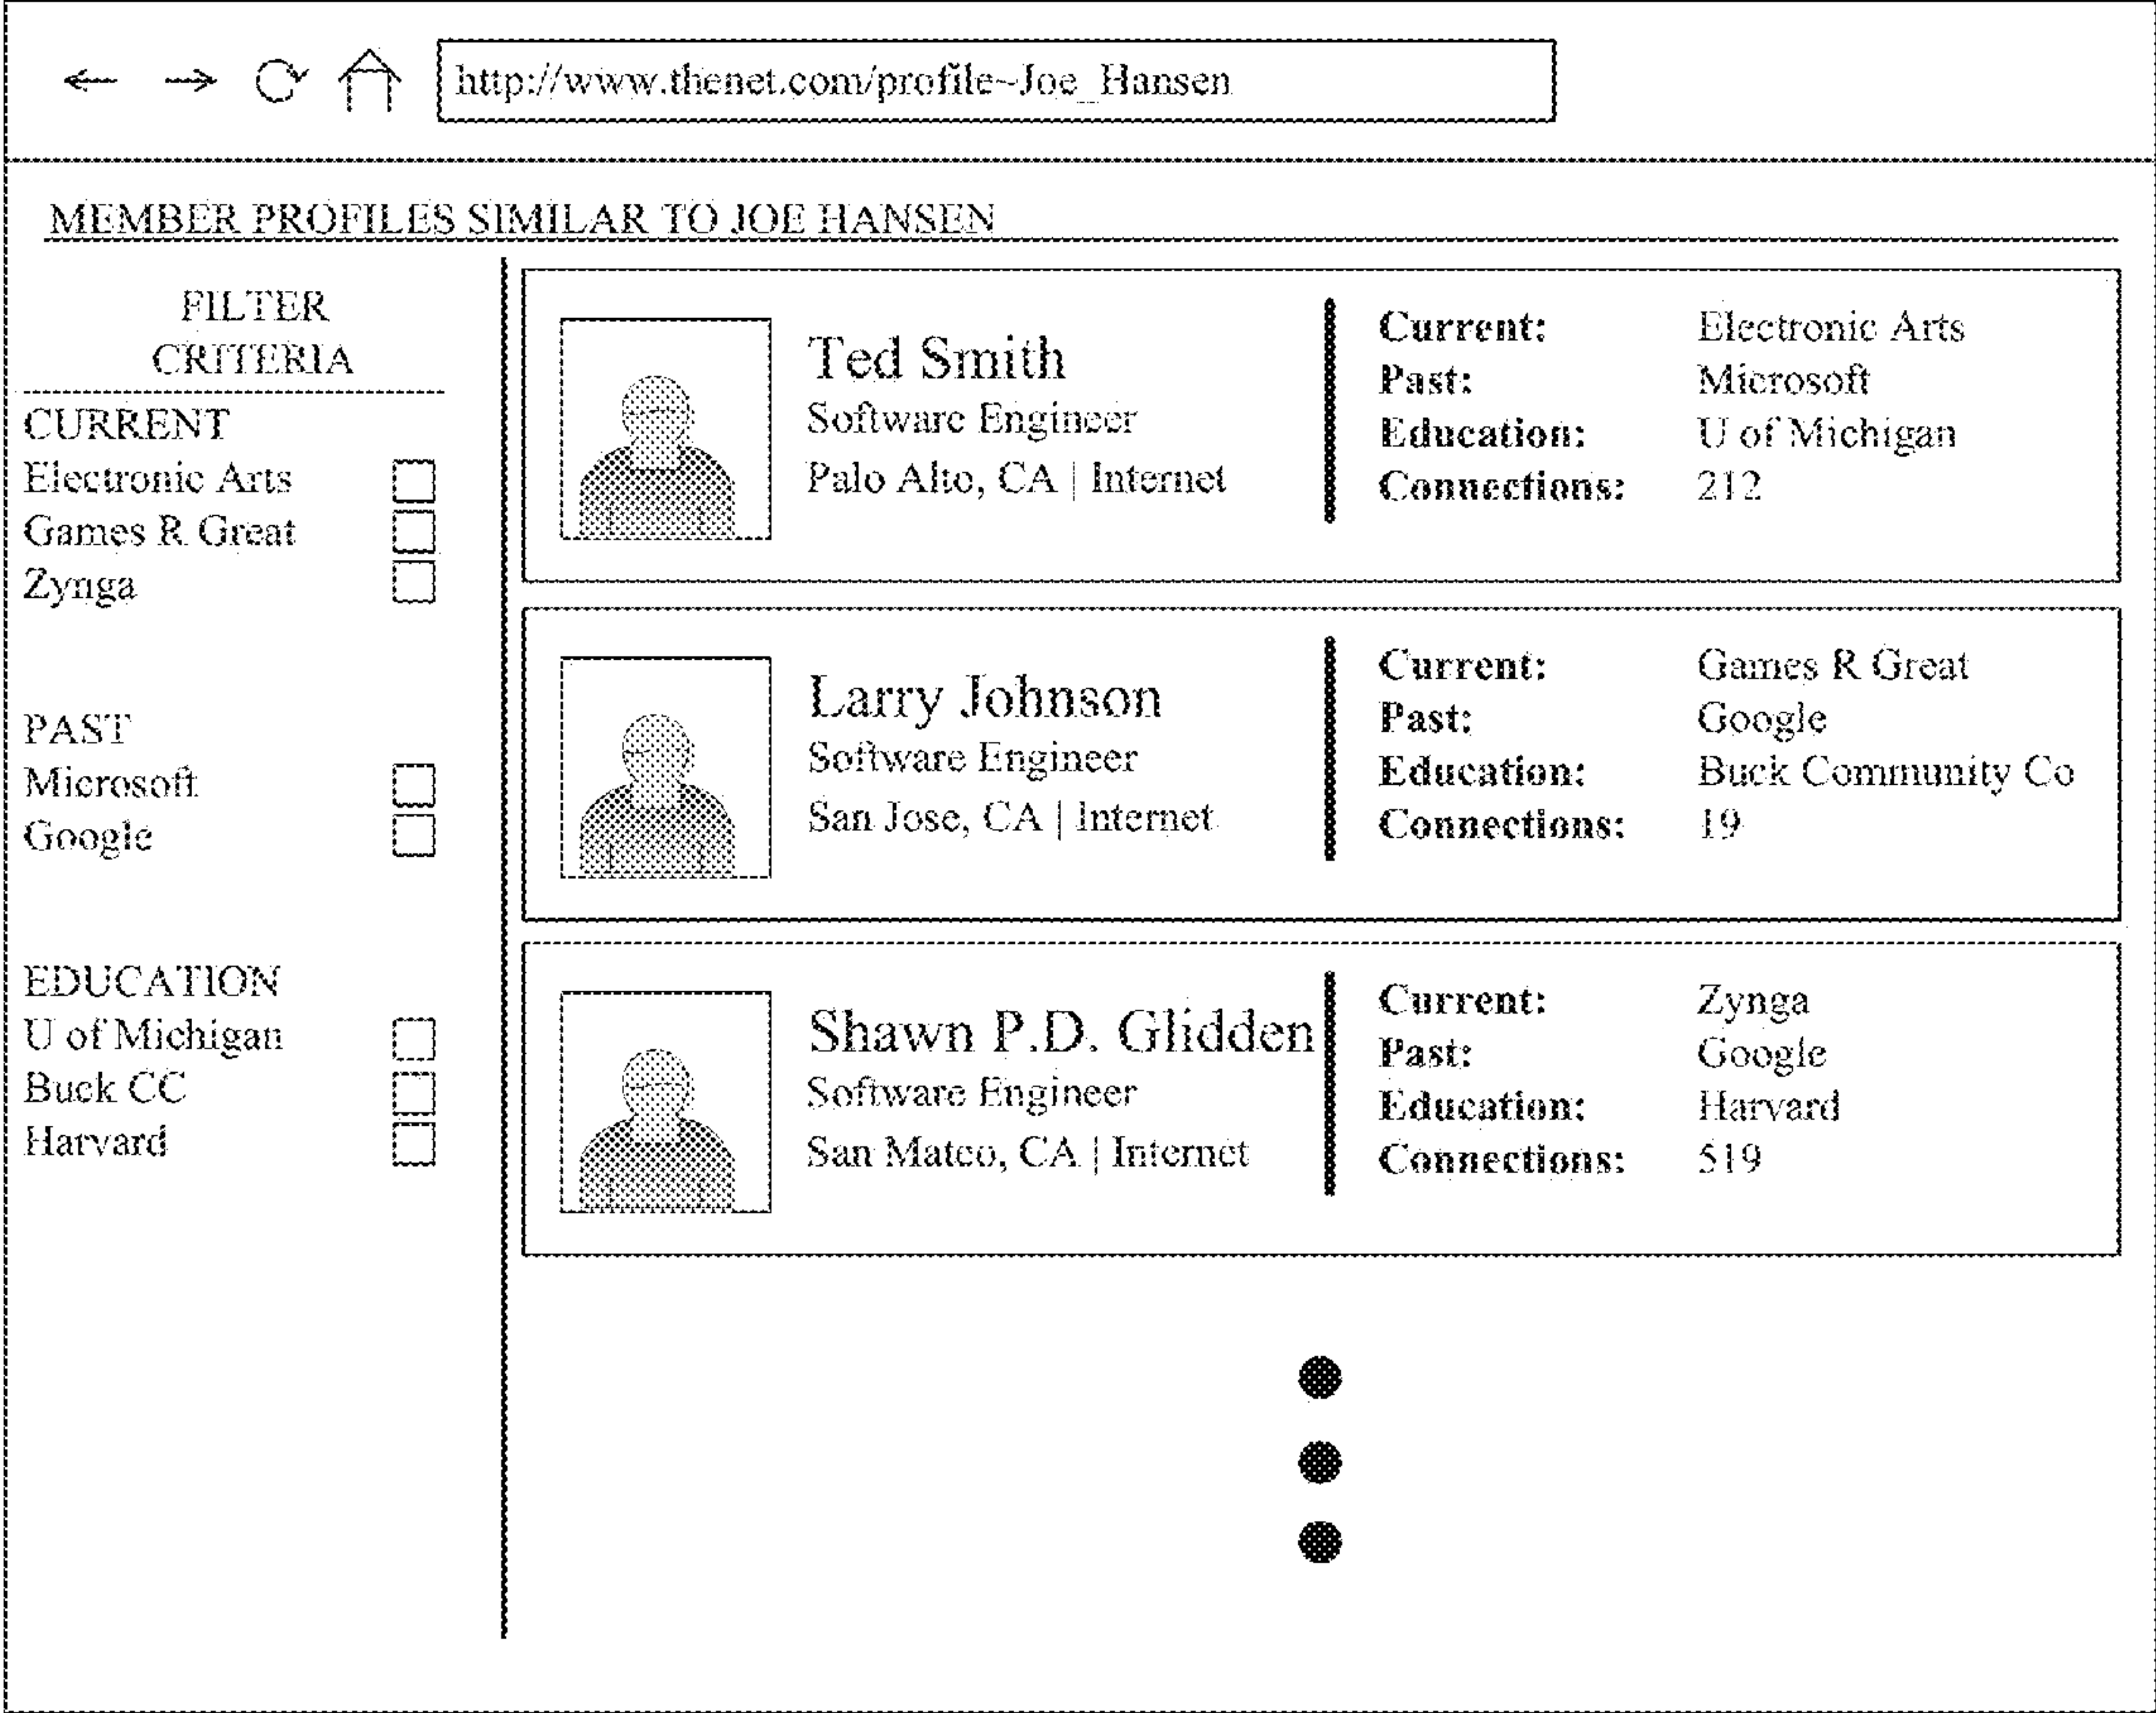 http://www.thenet.com/profile~Joe_Hansen
MEMBER PROFILES SIMILAR TO JOE HANSEN
FILTER
CRITERIA
CURRENT
Electronic Arts
Games R Great
Zynga
PAST
Microsoft
Google
EDUCATION
U of Michigan
Buck CC
Harvard
Ted Smith
Software Engineer
Palo Alto, CA | Internet
Current: Electronic Arts
Past: Microsoft
Education: U of Michigan
Connections: 212
Larry Johnson
Software Engineer
San Jose, CA | Internet
Current: Games R Great
Past: Google
Education: Buck Community Co
Connections: 19
Shawn P.D. Glidden
Software Engineer
San Mateo, CA | Internet
Current: Zynga
Past: Google
Education: Harvard
Connections: 519